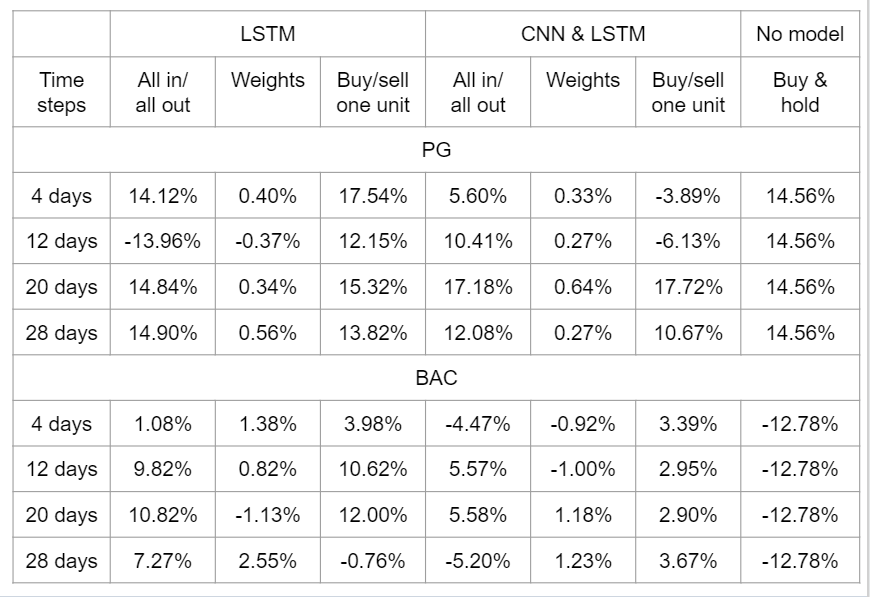 LSTM CNN & LSTM No model
Time All in/ Weights Buy/sell All in/ Weights Buy/sell Buy &
steps all out one unit all out one unit hold
PG
4 days 14.12% 0.40% 17.54% 5.60% 0.33% -3.89% 14.56%
12 days -13.96% -0.37% 12.15% 10.41% 0.27% -6.13% 14.56%
20 days 14.84% 0.34% 15.32% 17.18% 0.64% 17.72% 14.56%
28 days 14.90% 0.56% 13.82% 12.08% 0.27% 10.67% 14.56%
BAC
4 days 1.08% 1.38% 3.98% -4.47% -0.92% 3.39% -12.78%
12 days 9.82% 0.82% 10.62% 5.57% -1.00% 2.95% -12.78%
20 days 10.82% -1.13% 12.00% 5.58% 1.18% 2.90% -12.78%
28 days 7.27% 2.55% -0.76% -5.20% 1.23% 3.67% -12.78%